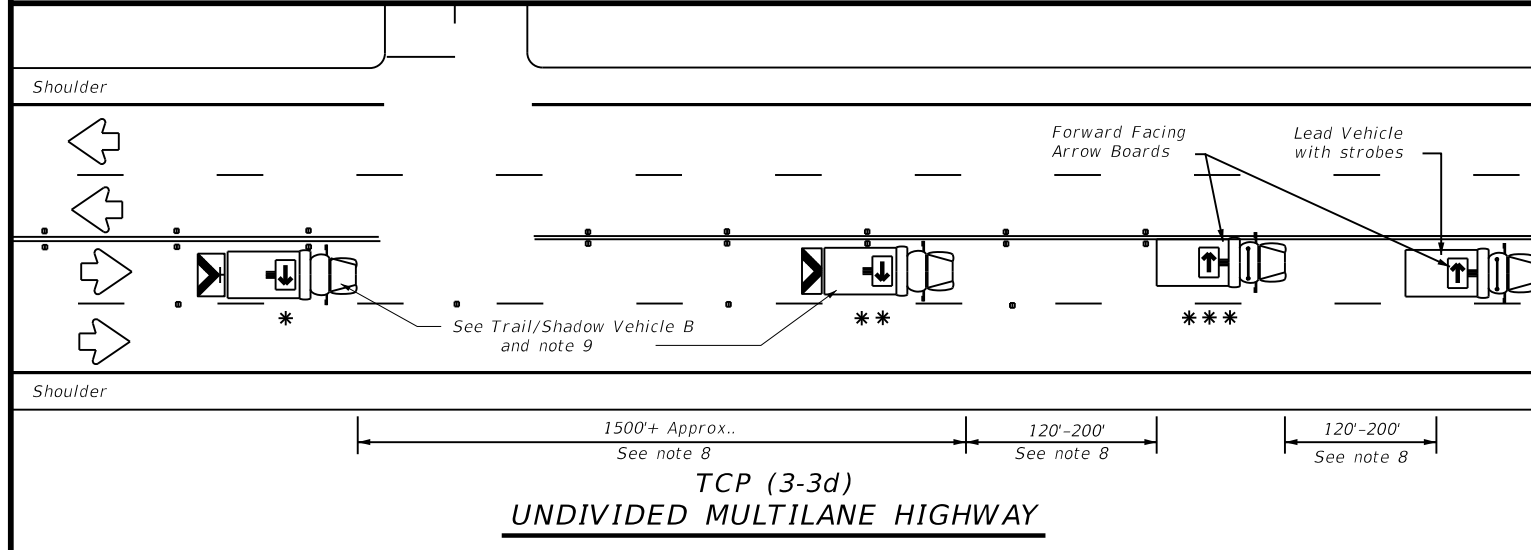 Shoulder
Forward Facing
Arrow Boards
Lead Vehicle
with strobes
*
**
***
See Trail/Shadow Vehicle B
and note 9
Shoulder
1500'+ Approx..
See note 8
120'-200'
See note 8
120'-200'
See note 8
TCP (3-3d)
UNDIVIDED MULTILANE HIGHWAY